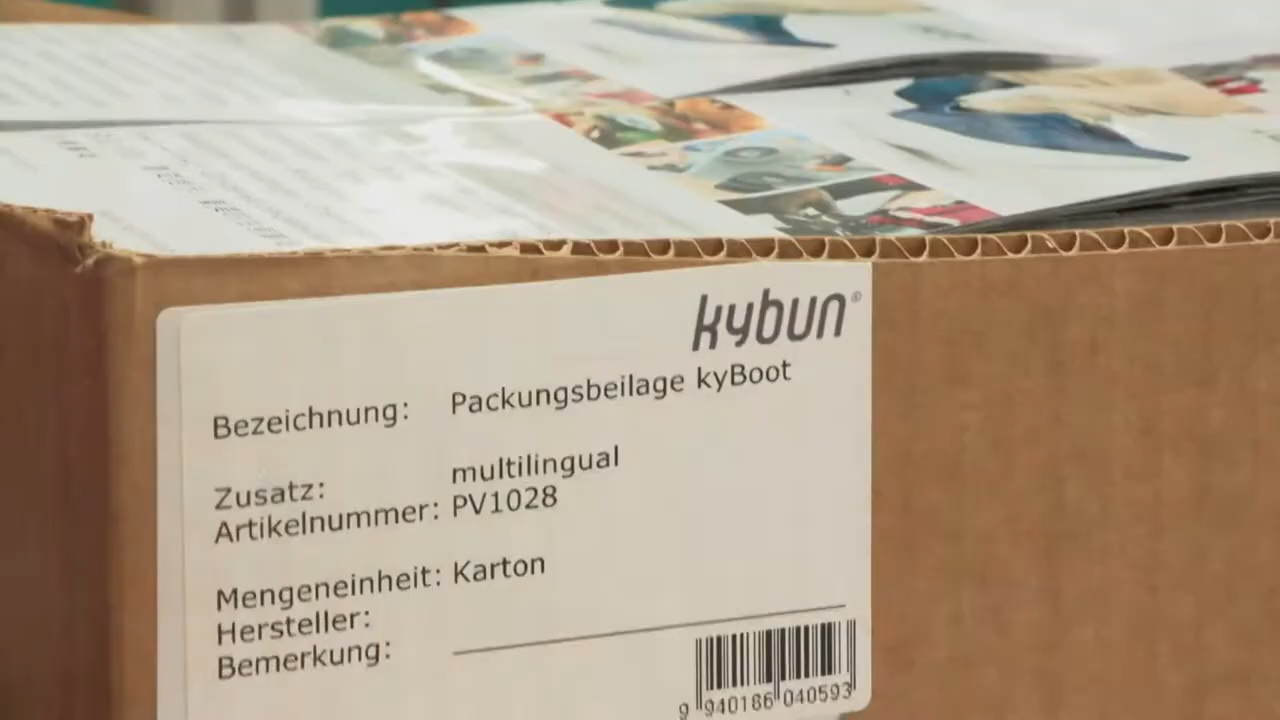 kybun®
Bezeichnung: Packungsbeilage kyBoot
Zusatz: multilingual
Artikelnummer: PV1028
Mengeneinheit: Karton
Hersteller:
Bemerkung:
9 940186 040593